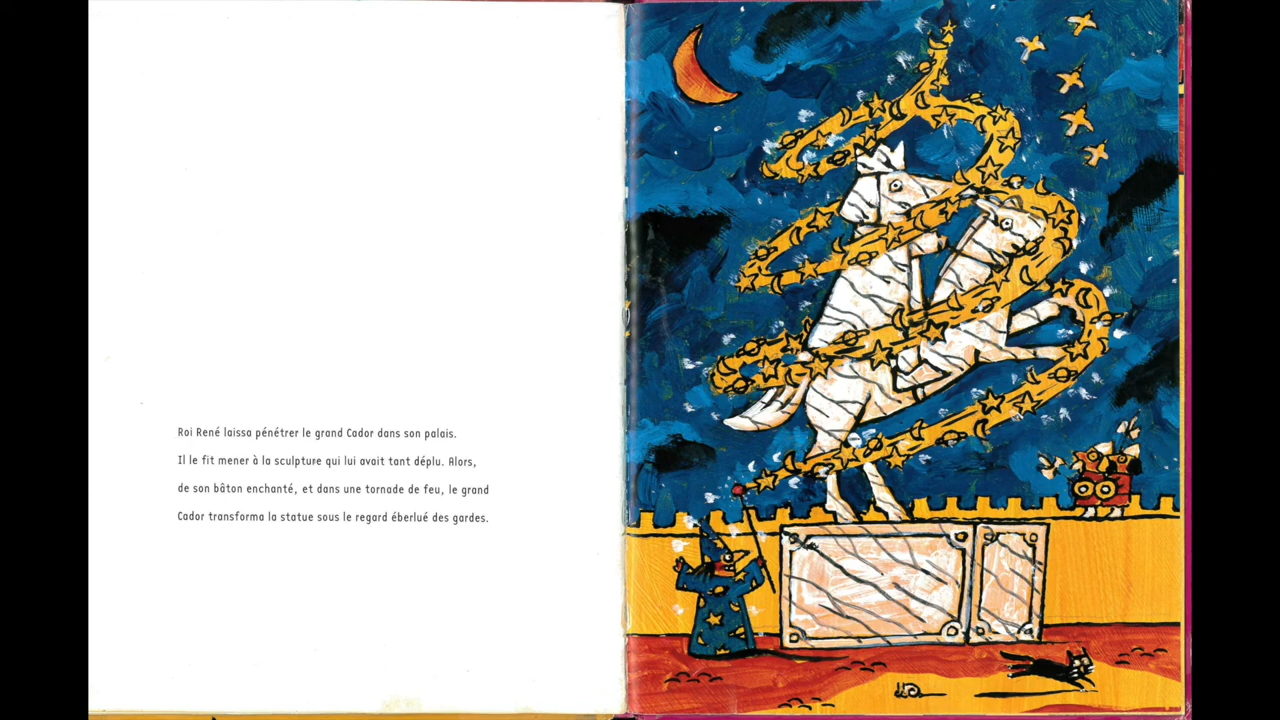 Roi René laissa pénétrer le grand Cador dans son palais.
Il le fit mener à la sculpture qui lui avait tant déplu. Alors,
de son bâton enchanté, et dans une tornade de feu, le grand
Cador transforma la statue sous le regard éberlué des gardes.